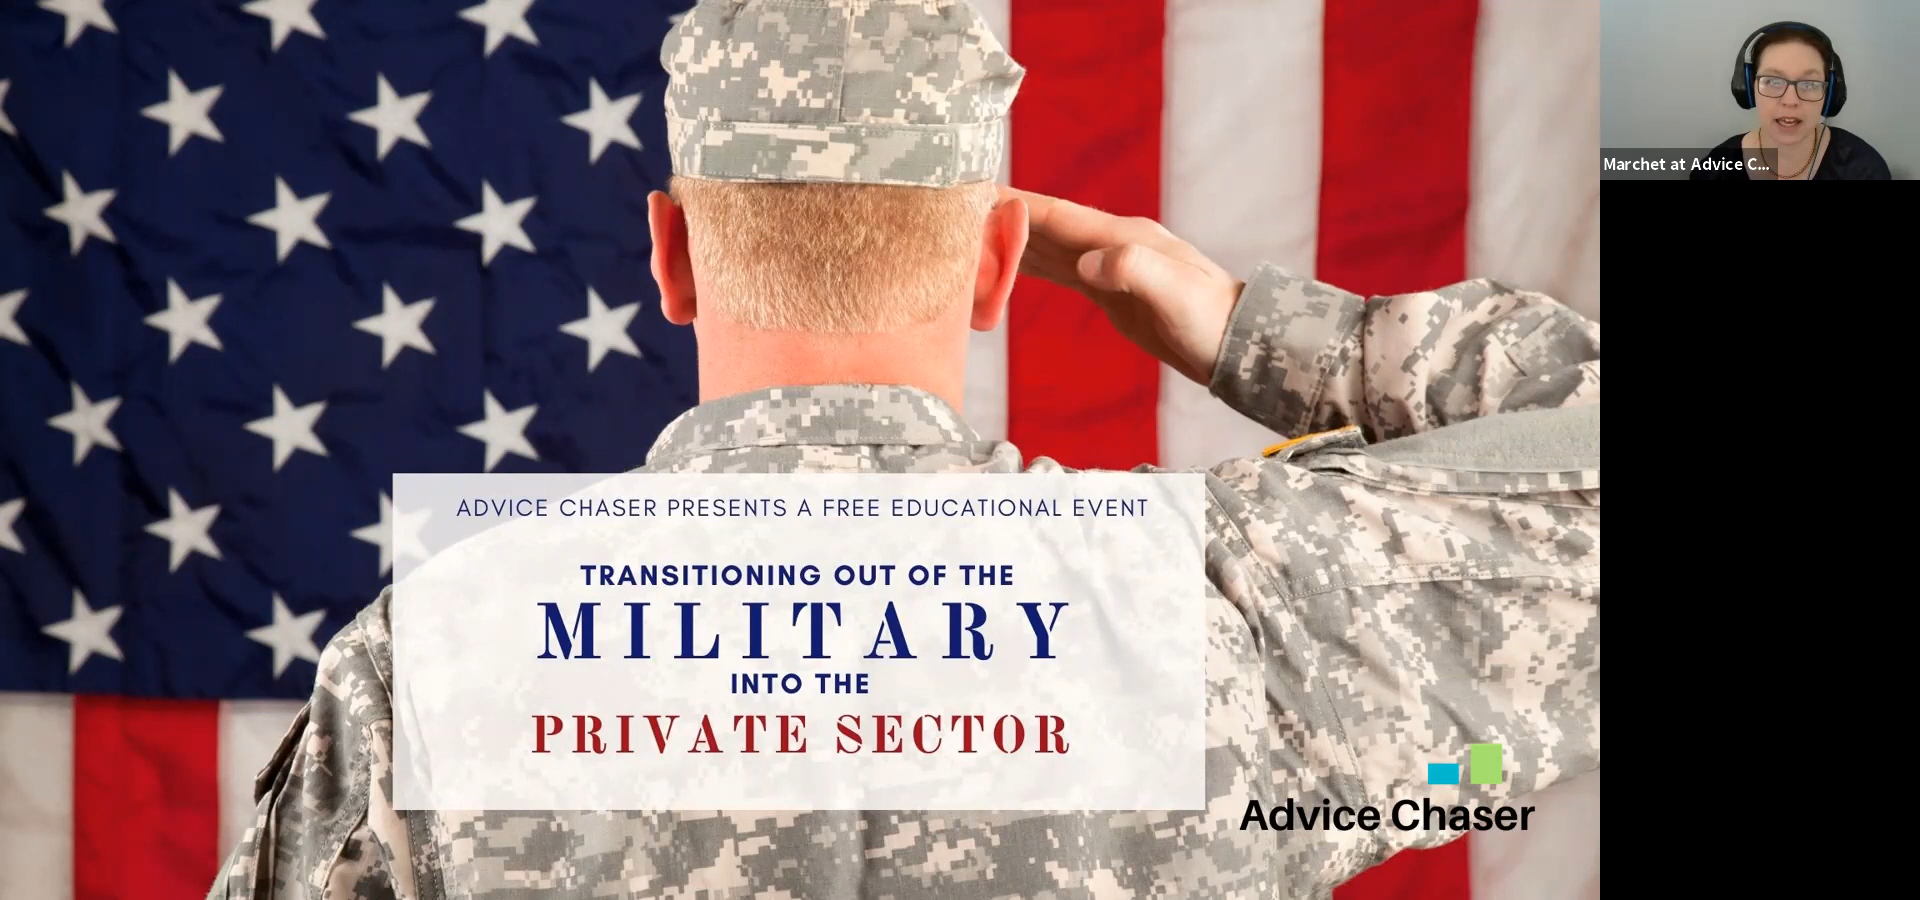 ADVICE CHASER PRESENTS A FREE EDUCATIONAL EVENT
TRANSITIONING OUT OF THE
MILITARY
INTO THE
PRIVATE SECTOR
Advice Chaser
Marchet at Advice C...